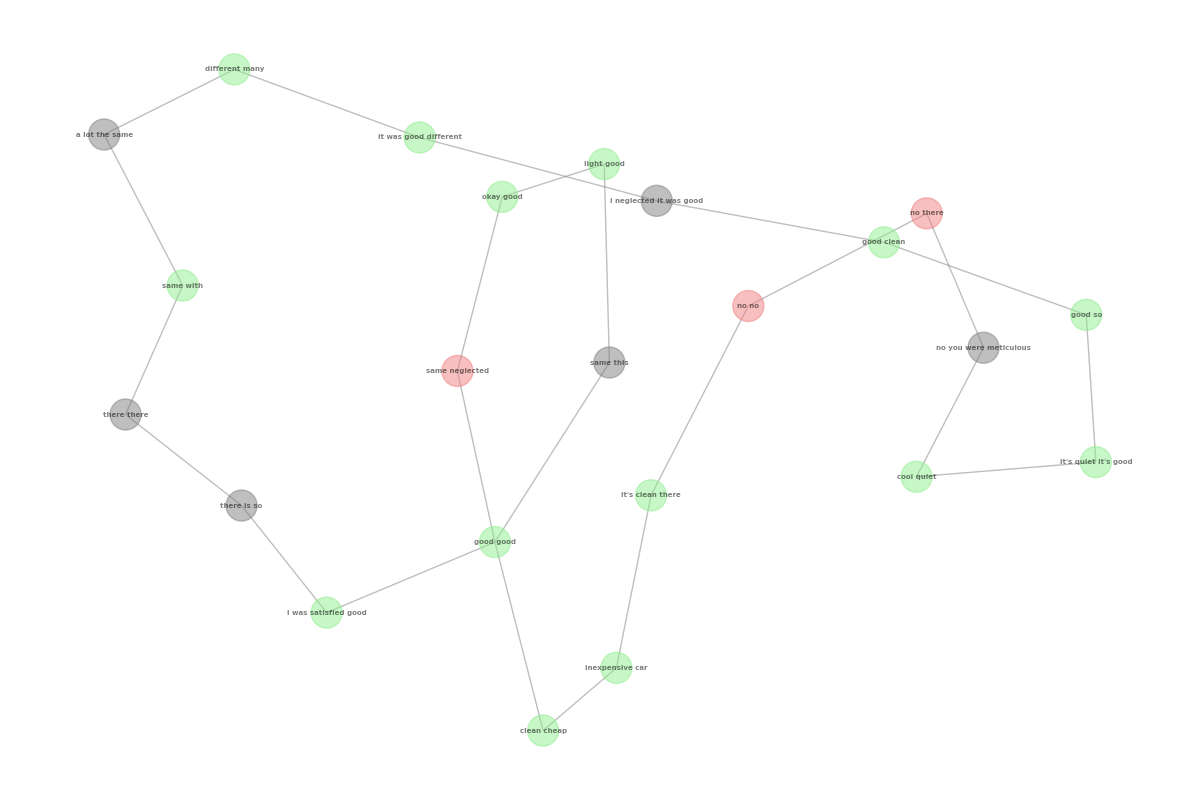 different many
a lot the same
It was good different
light good
okay good
I neglected it was good
no there
good clean
same with
no no
good so
no you were meticulous
same this
same neglected
there there
it's quiet it's good
cool quiet
it's clean there
there is so
good good
I was satisfied good
inexpensive car
clean cheap